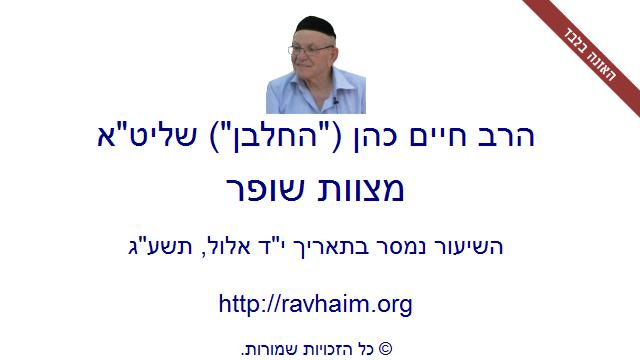 האזנה בלבד
הרב חיים כהן ("החלבן") שליט"א
מצוות שופר
השיעור נמסר בתאריך י"ד אלול, תשע"ג
http://ravhaim.org
© כל הזכויות שמורות.